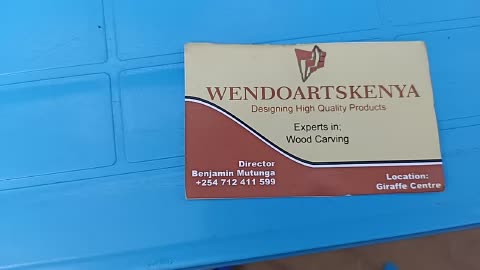 WENDOARTSKENYA
Designing High Quality Products
Experts in;
Wood Carving
Director
Benjamin Mutunga
+254 712 411 599
Location:
Giraffe Centre